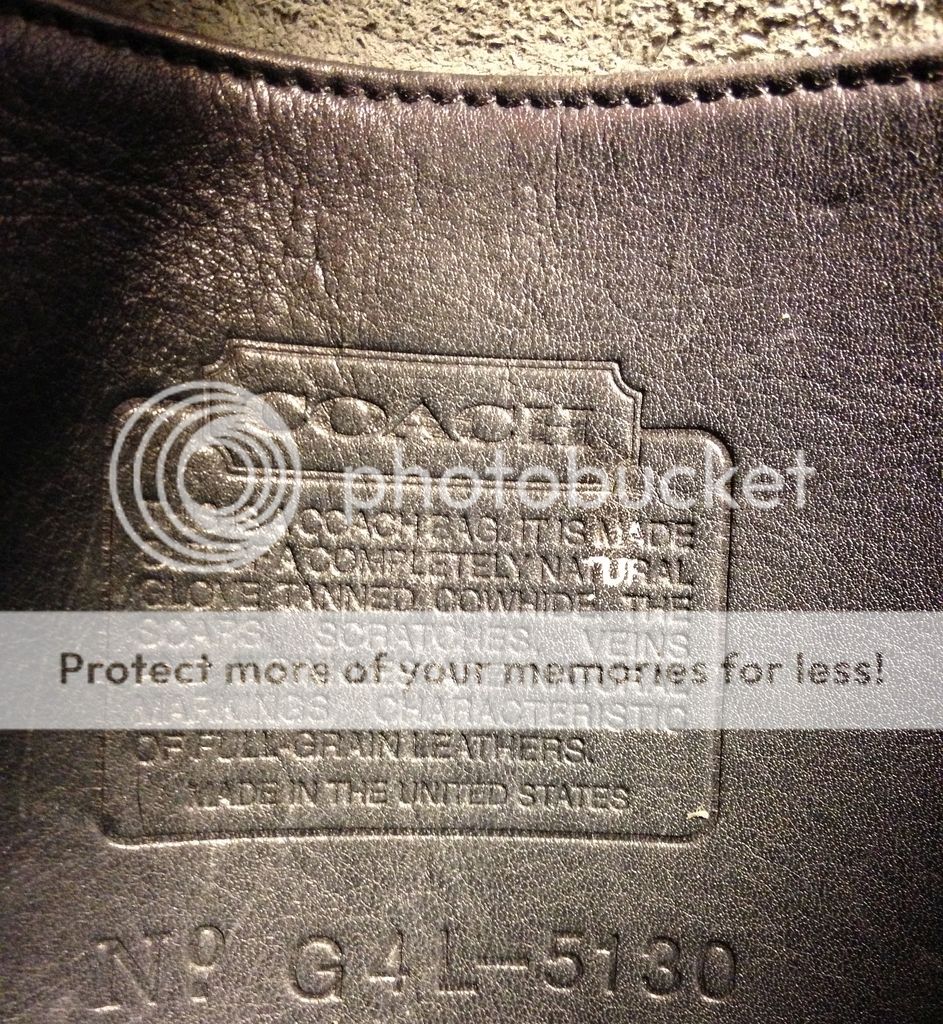 COACH
photobucket
COACH BAG. IT IS MADE
A COMPLETELY NATURAL
GLOVE TANNED COWHIDE. THE
SCARS SCRATCHES, VEINS
Protect more of your memories for less!
MARKINGS CHARACTERISTIC
OF FULL-GRAIN LEATHERS.
MADE IN THE UNITED STATES
Nº G4L-5130